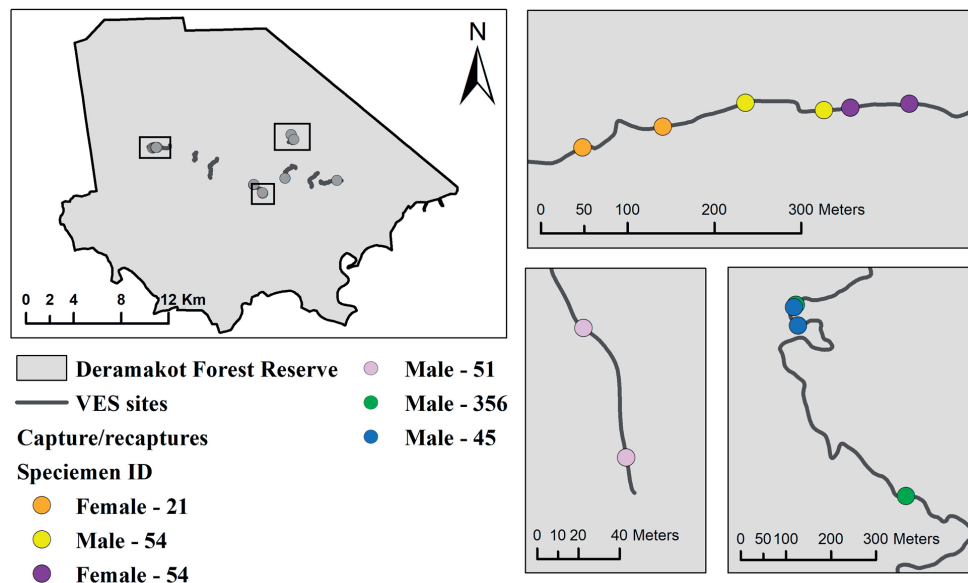 N
0 2 4 8 12 Km
0 50 100 200 300 Meters
Deramakot Forest Reserve
VES sites
Capture/recaptures
Speciemen ID
Female - 21
Male - 54
Female - 54
Male - 51
Male - 356
Male - 45
0 10 20 40 Meters
0 50 100 200 300 Meters